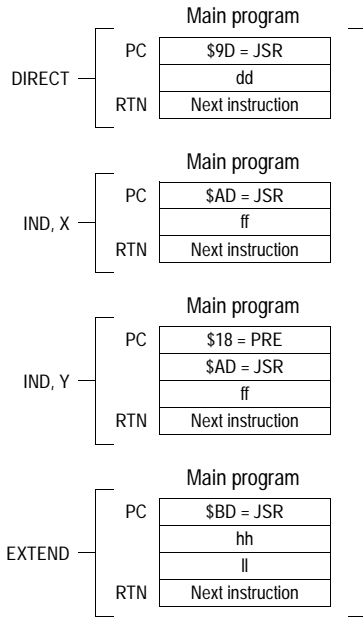 Main program
PC $9D = JSR
DIRECT dd
RTN Next instruction
Main program
PC $AD = JSR
IND, X ff
RTN Next instruction
Main program
PC $18 = PRE
$AD = JSR
IND, Y ff
RTN Next instruction
Main program
PC $BD = JSR
hh
EXTEND ll
RTN Next instruction